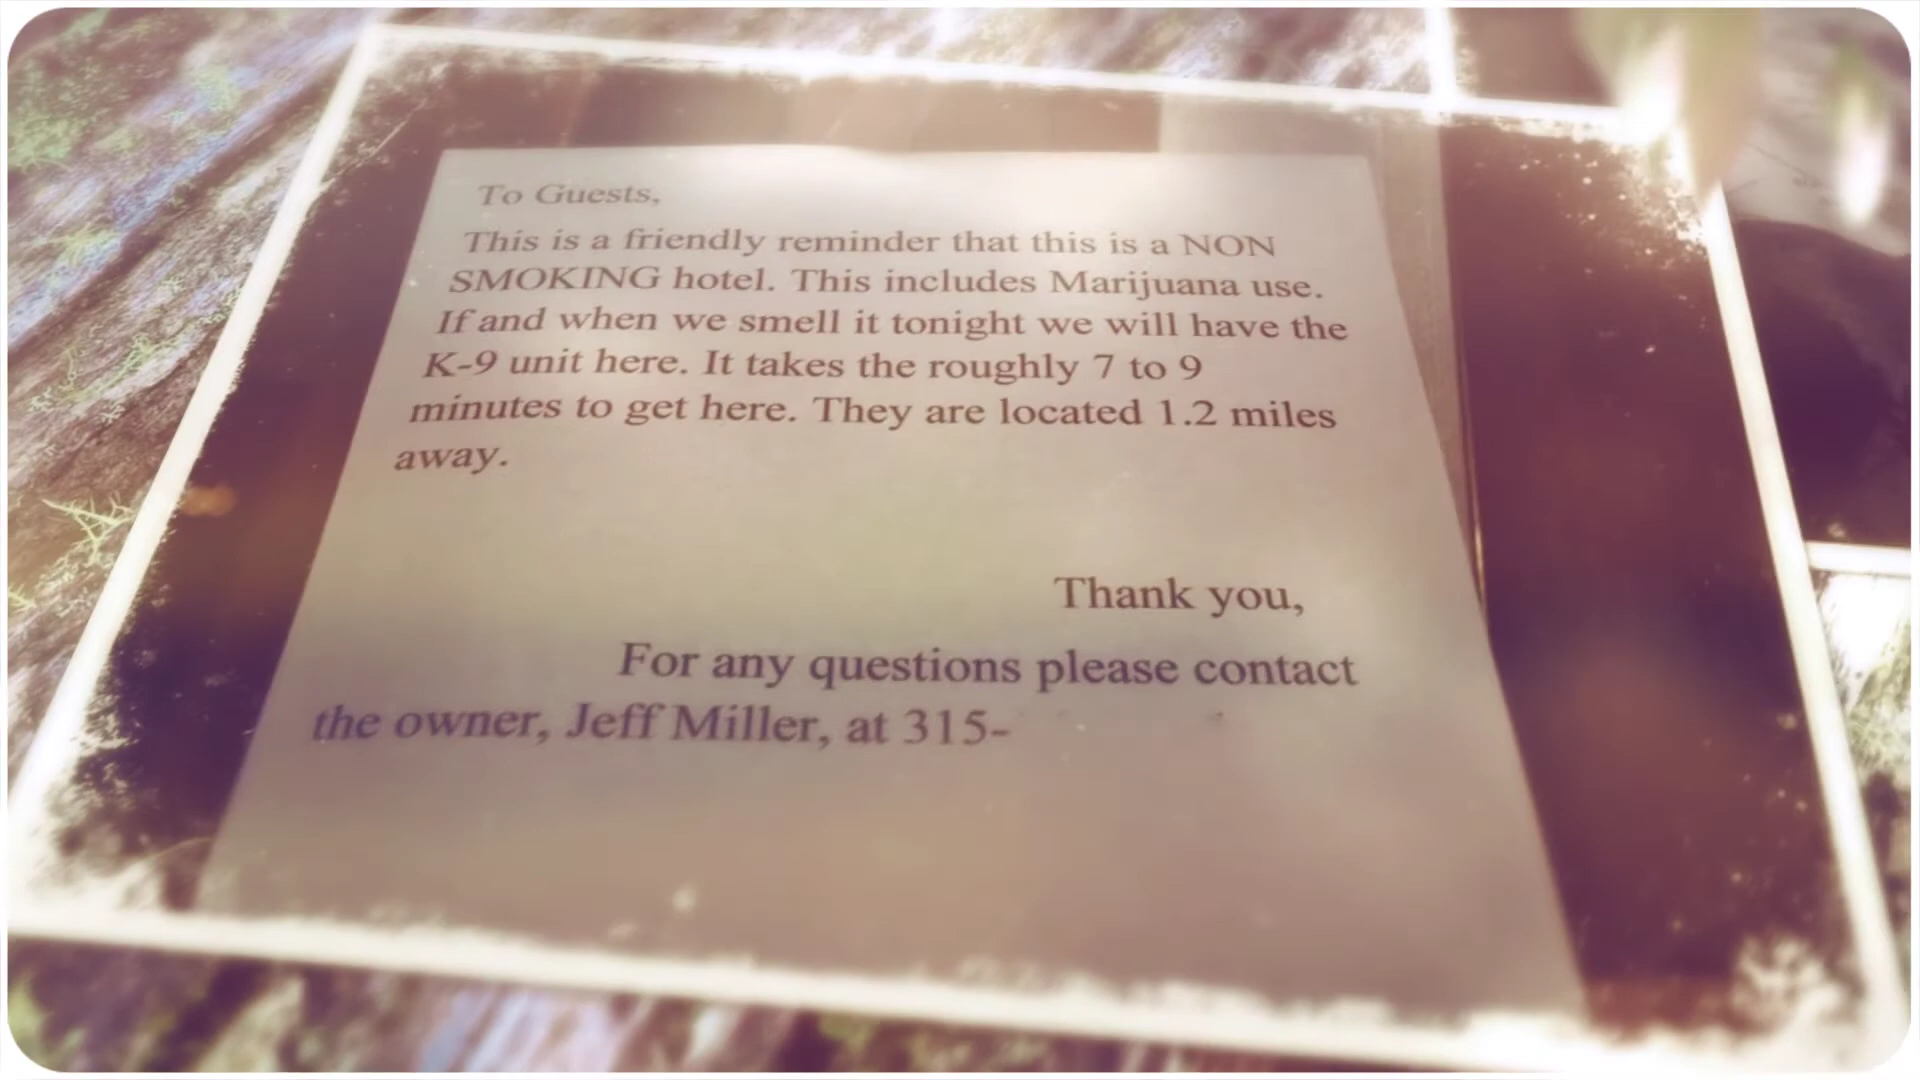 To Guests,
This is a friendly reminder that this is a NON
SMOKING hotel. This includes Marijuana use.
If and when we smell it tonight we will have the
K-9 unit here. It takes the roughly 7 to 9
minutes to get here. They are located 1.2 miles
away.
Thank you,
For any questions please contact
the owner, Jeff Miller, at 315-